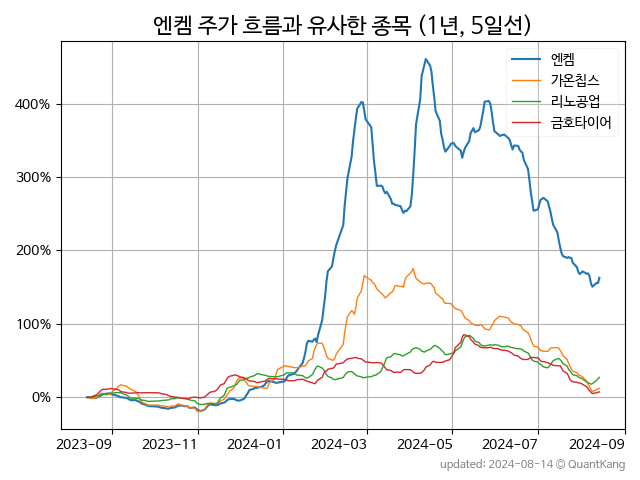 엔켐 주가 흐름과 유사한 종목 (1년, 5일선)
엔켐
가온칩스
리노공업
금호타이어
400%
300%
200%
100%
0%
2023-09 2023-11 2024-01 2024-03 2024-05 2024-07 2024-09
updated: 2024-08-14 © QuantKang